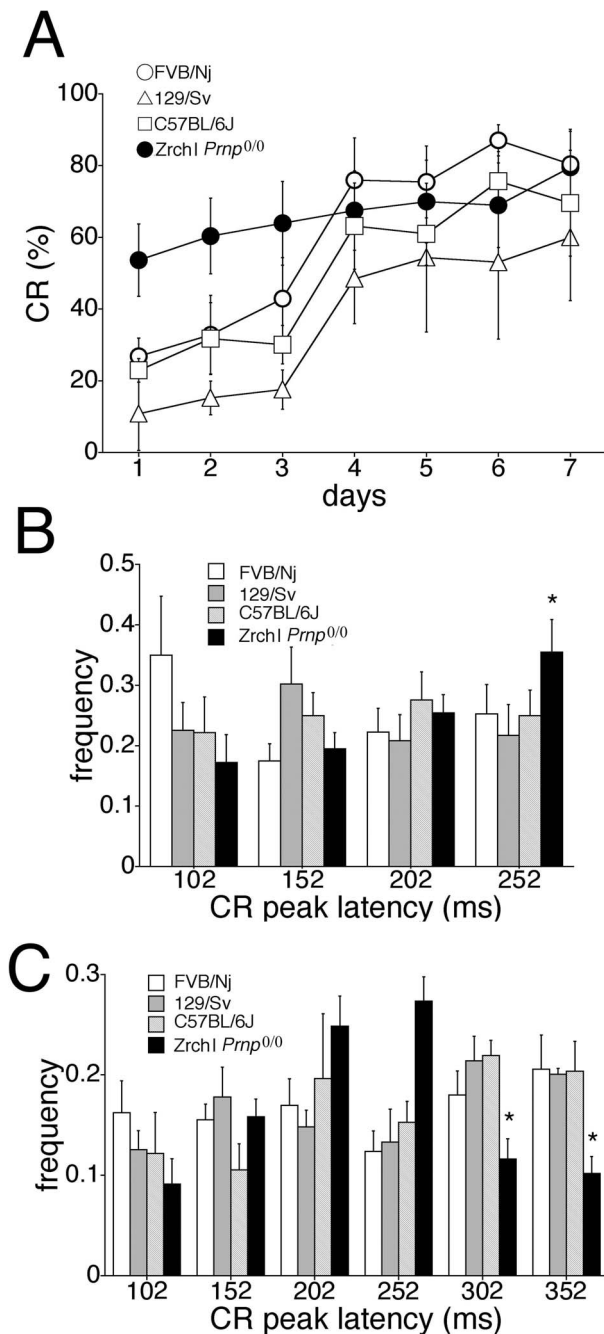 A
FVB/Nj
129/Sv
C57BL/6J
ZrchI Prnp0/0
100
80
60
40
20
0
CR (%)
1 2 3 4 5 6 7
days
B
FVB/Nj
129/Sv
C57BL/6J
ZrchI Prnp0/0
0.5
0.4
0.3
0.2
0.1
0
frequency
*
102 152 202 252
CR peak latency (ms)
C
FVB/Nj
129/Sv
C57BL/6J
ZrchI Prnp0/0
0.3
0.2
0.1
0
frequency
*
*
102 152 202 252 302 352
CR peak latency (ms)